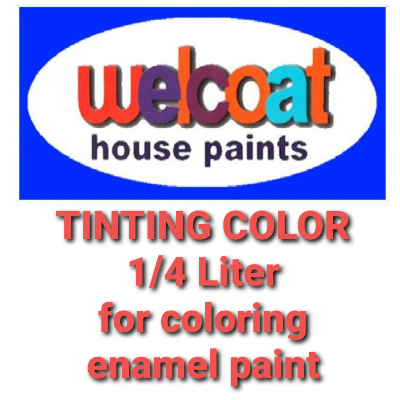 welcoat
house paints
TINTING COLOR
1/4 Liter
for coloring
enamel paint